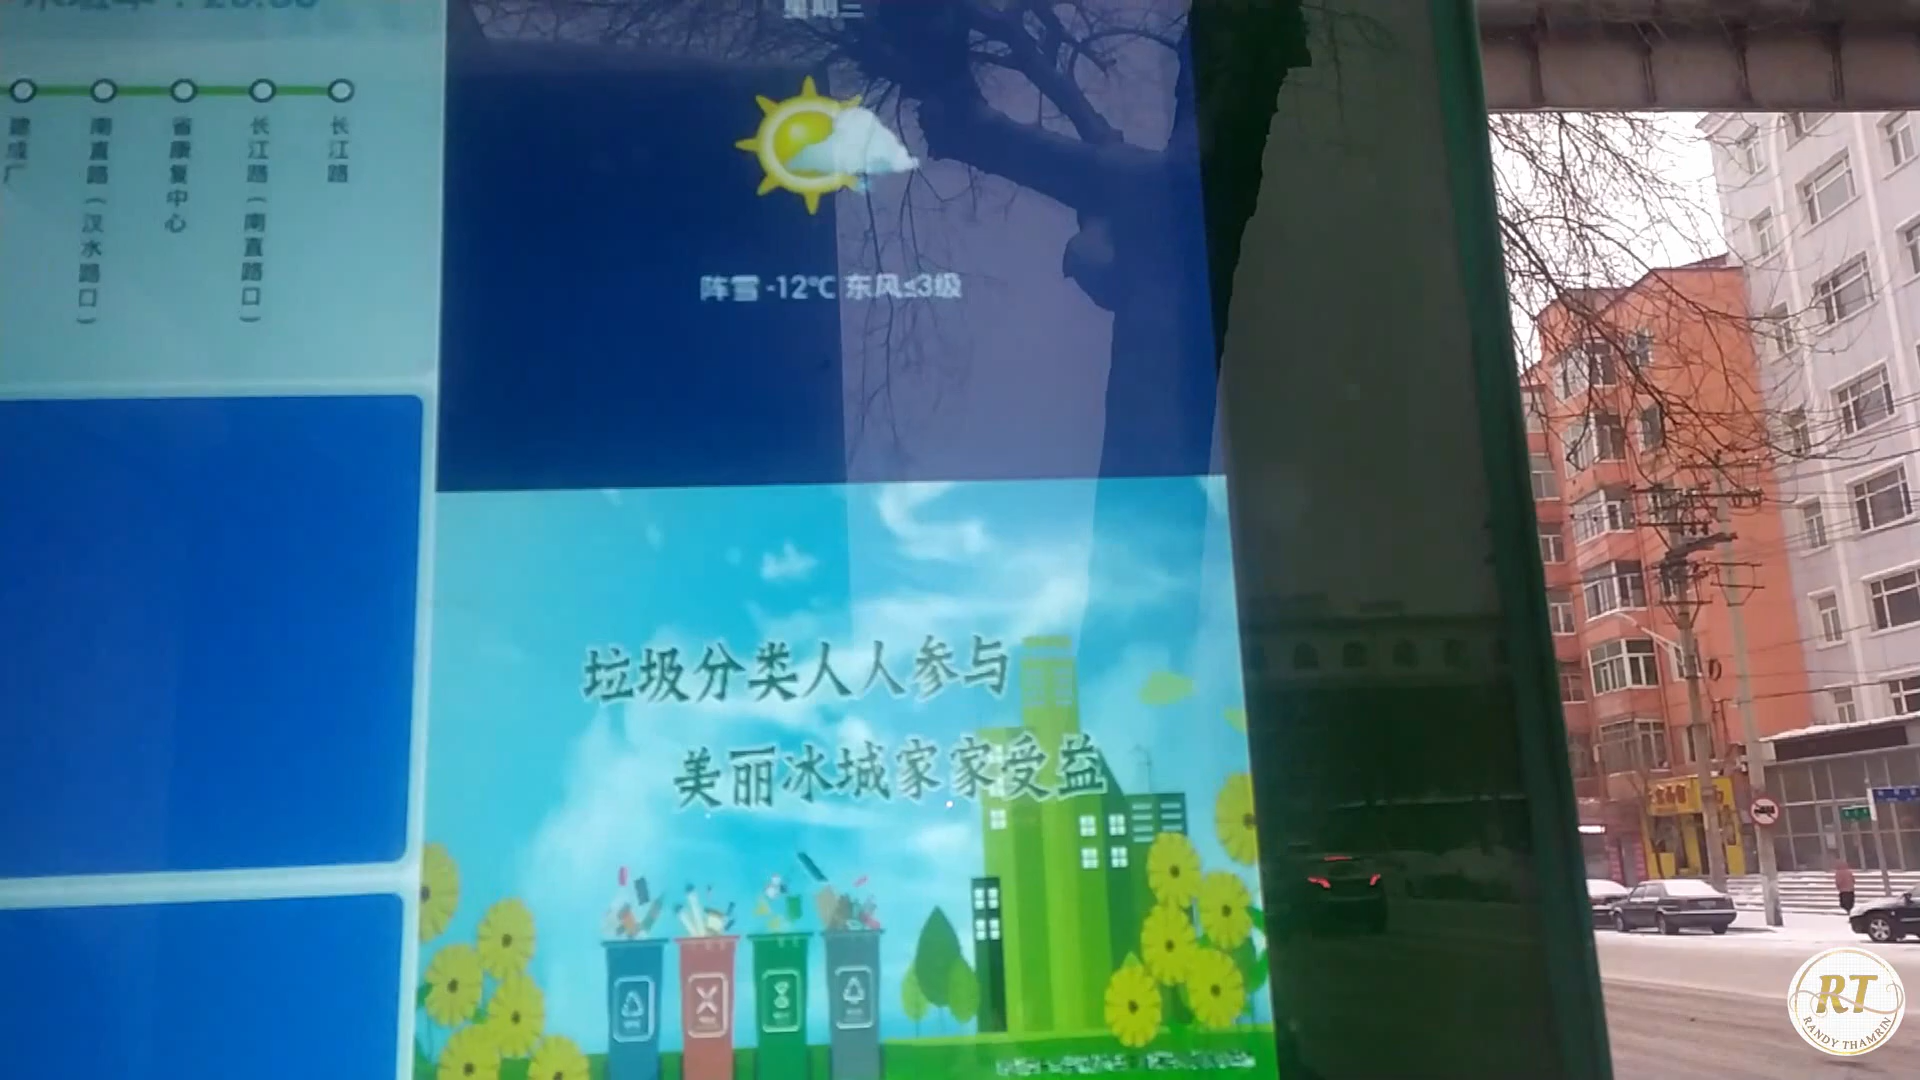 星期三
建成厂
南直路（汉水路口）
省康复中心
长江路（南直路口）
长江路
阵雪 -12℃ 东风≤3级
垃圾分类人人参与
美丽冰城家家受益
RT
RANDY THAMRIN